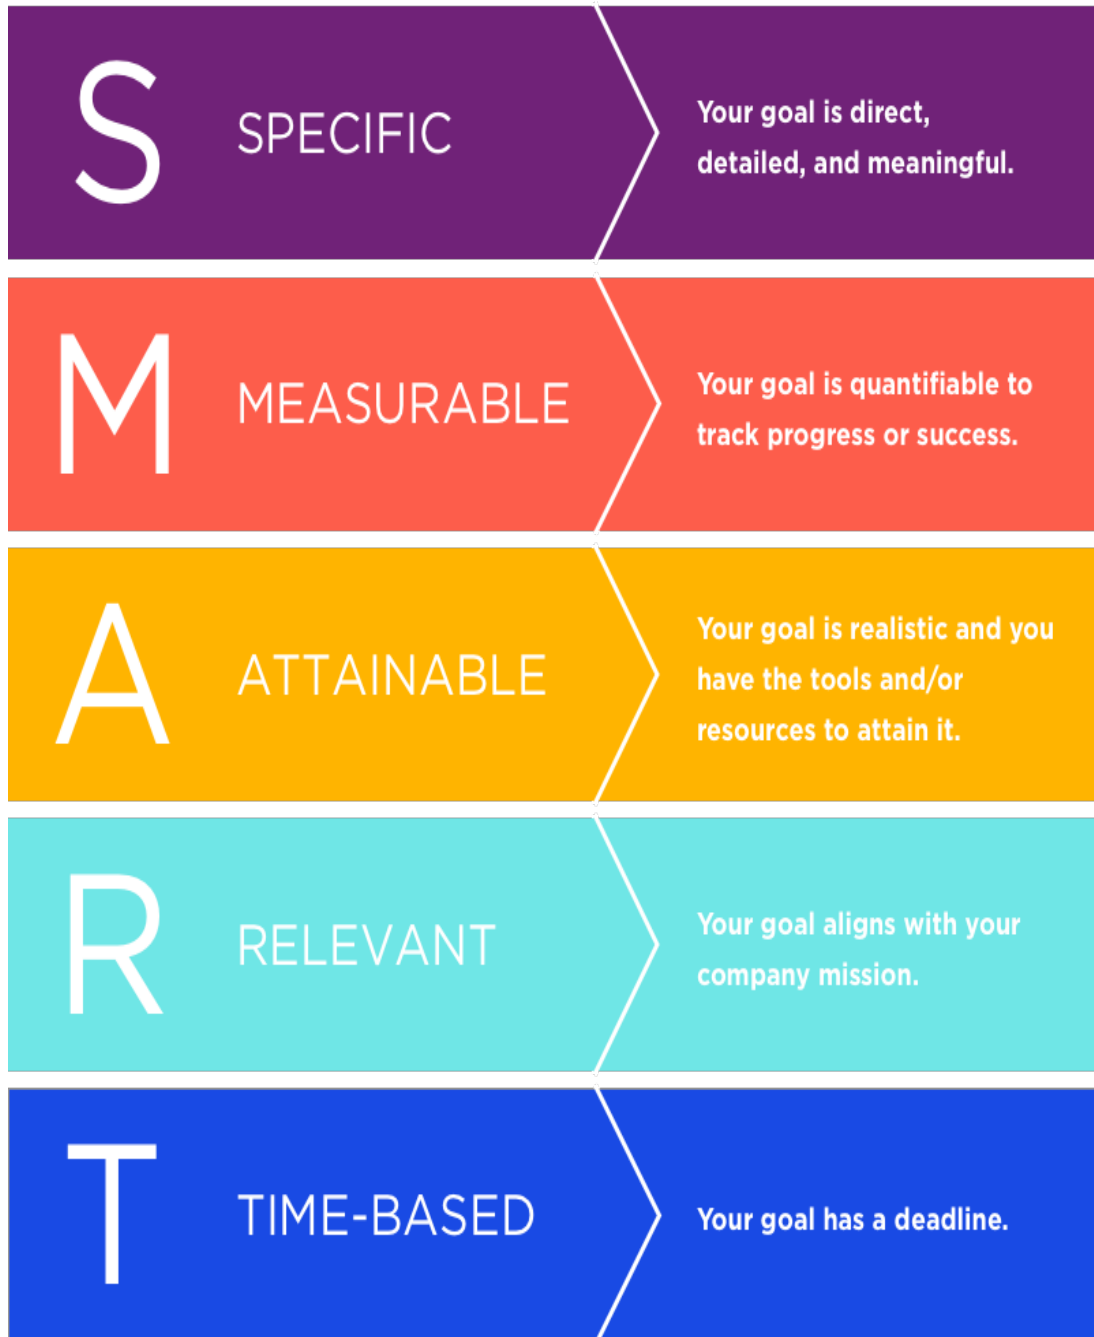 S
SPECIFIC
Your goal is direct,
detailed, and meaningful.
M
MEASURABLE
Your goal is quantifiable to
track progress or success.
A
ATTAINABLE
Your goal is realistic and you
have the tools and/or
resources to attain it.
R
RELEVANT
Your goal aligns with your
company mission.
T
TIME-BASED
Your goal has a deadline.